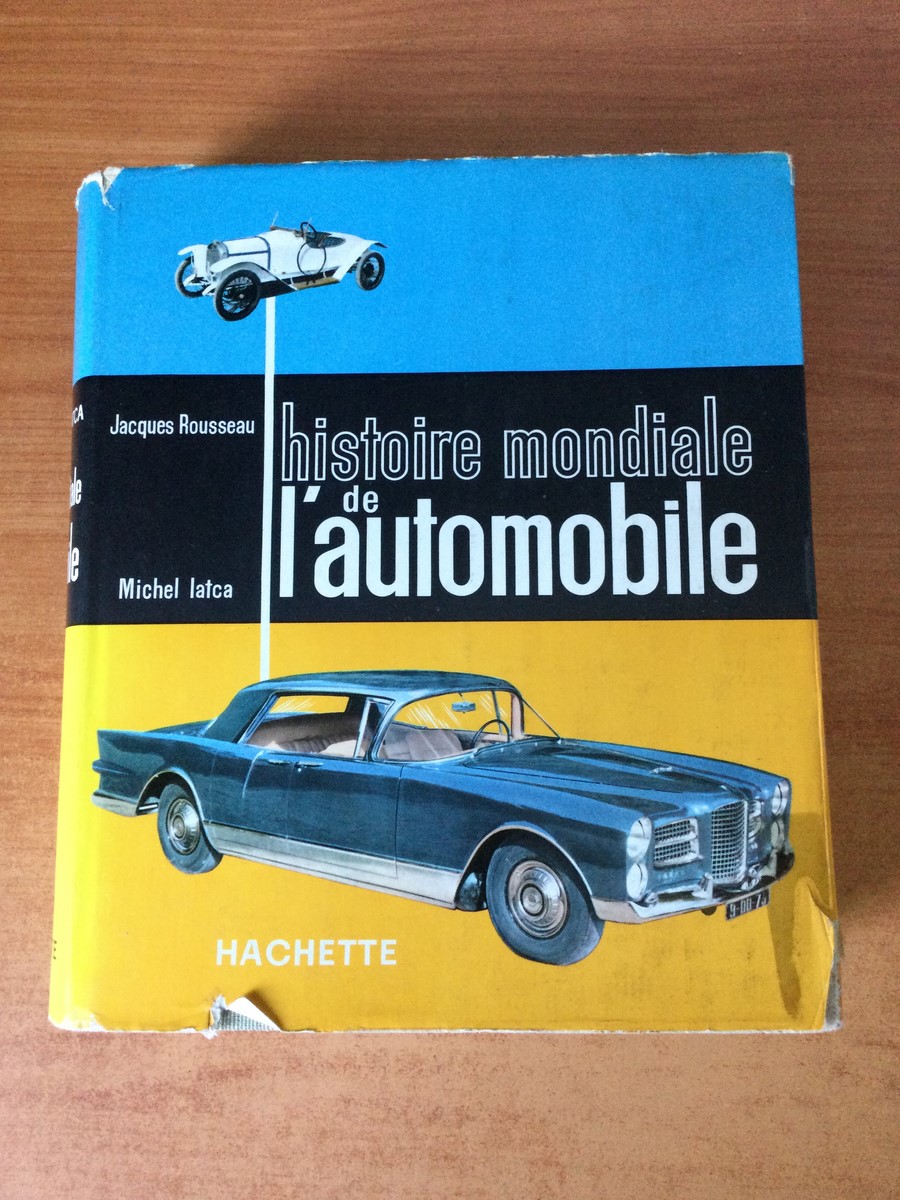 Jacques Rousseau
histoire mondiale
de
l'automobile
Michel Iatca
HACHETTE